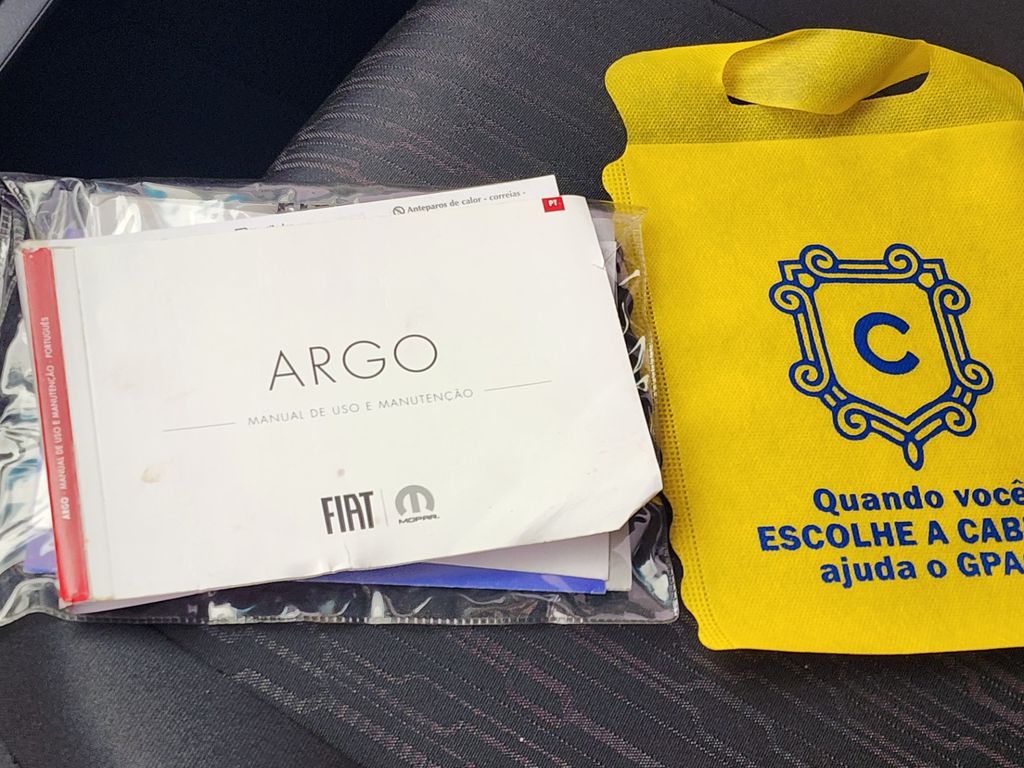 Anteparos de calor - correias -
PT
ARGO
MANUAL DE USO E MANUTENÇÃO
FIAT
MOPAR
ARGO - MANUAL DE USO E MANUTENÇÃO - PORTUGUÊS
C
Quando você
ESCOLHE A CAB
ajuda o GPA